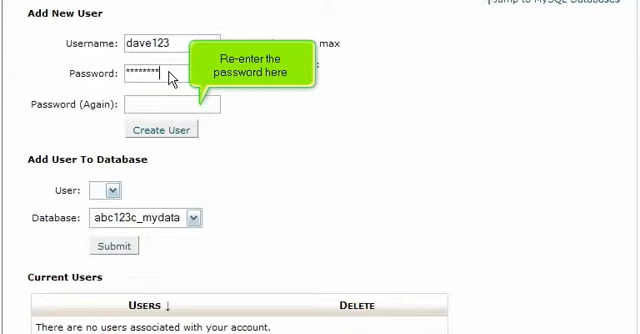 Jump to MySQL Databases
Add New User
Username: dave123 max
Password: ********
Re-enter the
password here
Password (Again):
Create User
Add User To Database
User:
Database: abc123c_mydata
Submit
Current Users
USERS ↓ DELETE
There are no users associated with your account.